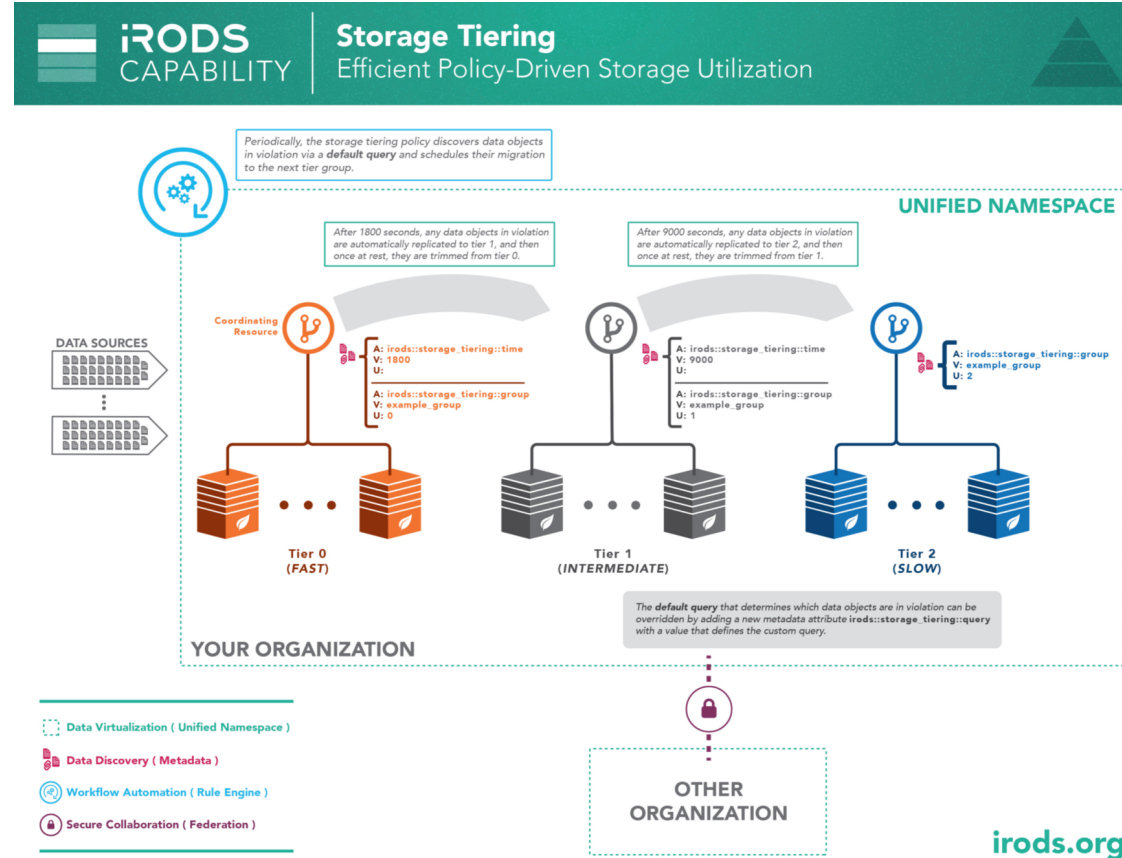 iRODS
CAPABILITY
Storage Tiering
Efficient Policy-Driven Storage Utilization
Periodically, the storage tiering policy discovers data objects
in violation via a default query and schedules their migration
to the next tier group.
UNIFIED NAMESPACE
After 1800 seconds, any data objects in violation
are automatically replicated to tier 1, and then
once at rest, they are trimmed from tier 0.
After 9000 seconds, any data objects in violation
are automatically replicated to tier 2, and then
once at rest, they are trimmed from tier 1.
Coordinating
Resource
DATA SOURCES
A: irods::storage_tiering::time
V: 1800
U:
A: irods::storage_tiering::group
V: example_group
U: 0
A: irods::storage_tiering::time
V: 9000
U:
A: irods::storage_tiering::group
V: example_group
U: 1
A: irods::storage_tiering::group
V: example_group
U: 2
Tier 0
(FAST)
Tier 1
(INTERMEDIATE)
Tier 2
(SLOW)
The default query that determines which data objects are in violation can be
overridden by adding a new metadata attribute irods::storage_tiering::query
with a value that defines the custom query.
YOUR ORGANIZATION
Data Virtualization ( Unified Namespace )
Data Discovery ( Metadata )
Workflow Automation ( Rule Engine )
Secure Collaboration ( Federation )
OTHER
ORGANIZATION
irods.org